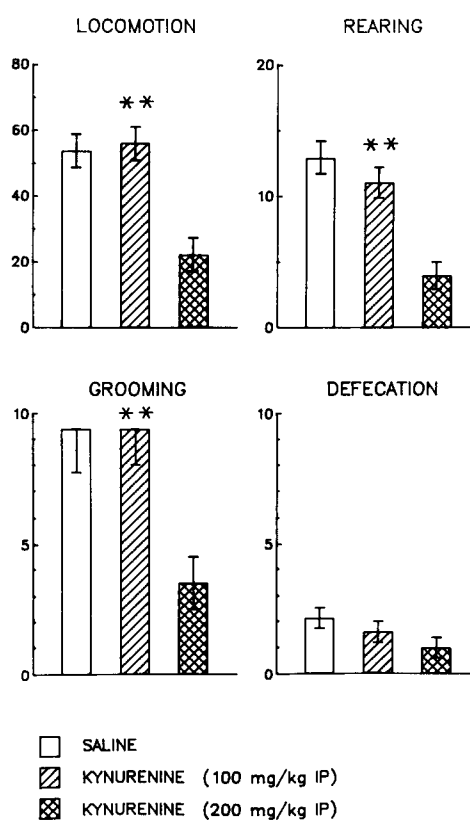 LOCOMOTION
REARING
80
60
40
20
0
**
20
10
0
**
GROOMING
DEFECATION
10
5
0
**
10
5
0
SALINE
KYNURENINE (100 mg/kg IP)
KYNURENINE (200 mg/kg IP)